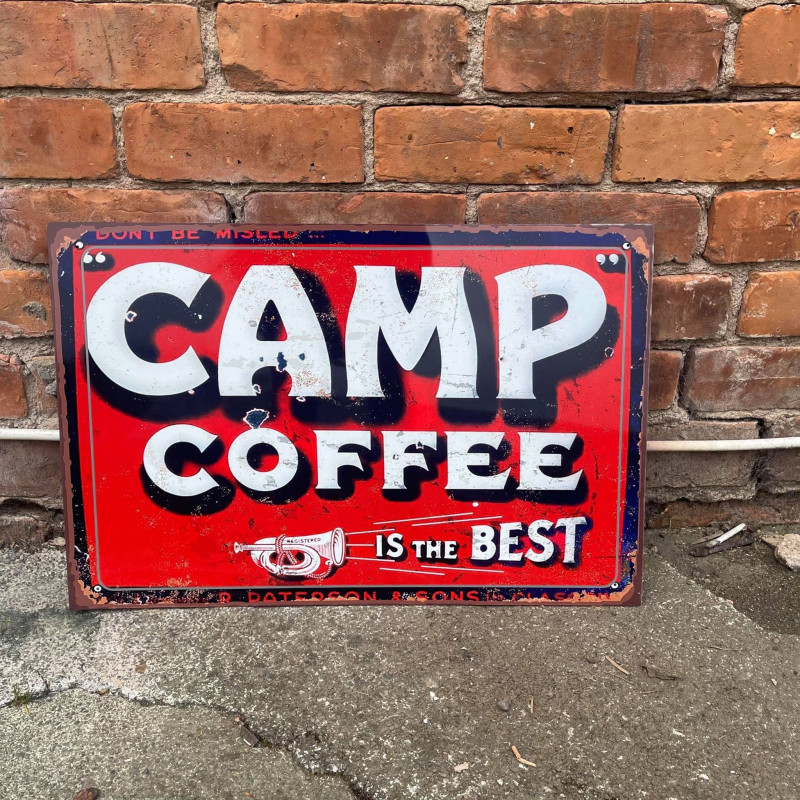 DON'T BE MISLED ...
"CAMP"
COFFEE
REGISTERED
IS THE BEST
R. PATERSON & SONS